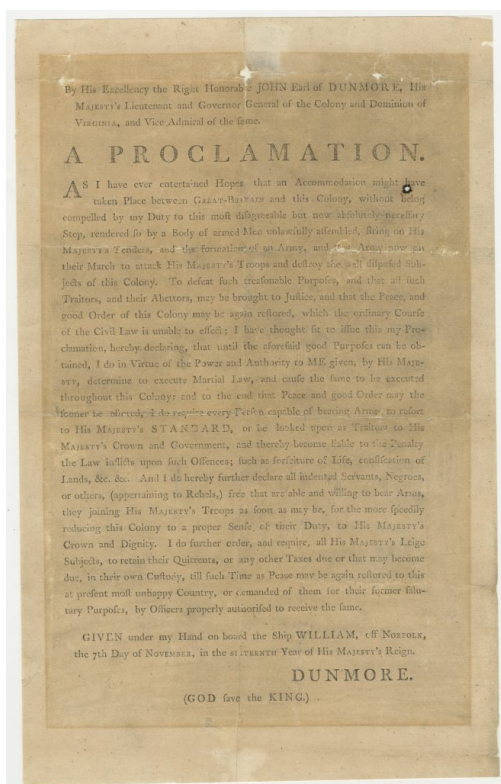 By His Excellency the Right Honorable JOHN Earl of DUNMORE, His
MAJESTY's Lieutenant and Governor General of the Colony and Dominion of
VIRGINIA, and Vice Admiral of the same.
A PROCLAMATION.
AS I have ever entertained Hopes that an Accommodation might have
taken Place between GREAT-BRITAIN and this Colony, without being
compelled by my Duty to this most disagreeable but now absolutely necessary
Step, rendered so by a Body of armed Men unlawfully assembled, firing on His
MAJESTY's Tenders, and the formation of an Army, and that Army now on
their March to attack His MAJESTY's Troops and destroy the well disposed Sub-
jects of this Colony. To defeat such treasonable Purposes, and that all such
Traitors, and their Abettors, may be brought to Justice, and that the Peace, and
good Order of this Colony may be again restored, which the ordinary Course
of the Civil Law is unable to effect; I have thought fit to issue this my Pro-
clamation, hereby declaring, that until the aforesaid good Purposes can be ob-
tained, I do in Virtue of the Power and Authority to ME given, by His MAJE-
STY, determine to execute Martial Law, and cause the same to be executed
throughout this Colony: and to the end that Peace and good Order may the
sooner be restored, I do require every Person capable of bearing Arms, to resort
to His MAJESTY's STANDARD, or be looked upon as Traitors to His
MAJESTY's Crown and Government, and thereby become liable to the Penalty
the Law inflicts upon such Offences; such as forfeiture of Life, confiscation of
Lands, &c. &c. And I do hereby further declare all indented Servants, Negroes,
or others, (appertaining to Rebels,) free that are able and willing to bear Arms,
they joining His MAJESTY's Troops as soon as may be, for the more speedily
reducing this Colony to a proper Sense of their Duty, to His MAJESTY's
Crown and Dignity. I do further order, and require, all His MAJESTY's Leige
Subjects, to retain their Quitrents, or any other Taxes due or that may become
due, in their own Custody, till such Time as Peace may be again restored to this
at present most unhappy Country, or demanded of them for their former salu-
tary Purposes, by Officers properly authorised to receive the same.
GIVEN under my Hand on board the Ship WILLIAM, off NORFOLK,
the 7th Day of NOVEMBER, in the SIXTEENTH Year of His MAJESTY's Reign.
DUNMORE.
(GOD save the KING.)